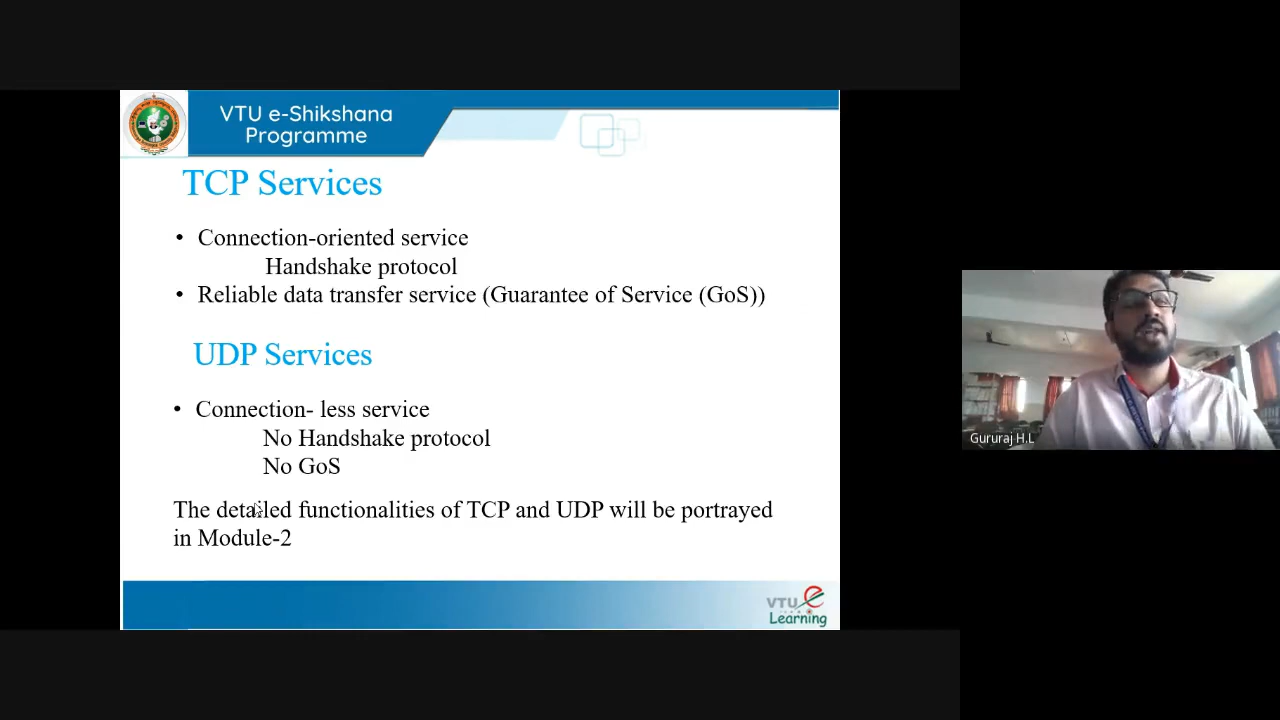 VTU e-Shikshana
Programme
TCP Services
• Connection-oriented service
Handshake protocol
• Reliable data transfer service (Guarantee of Service (GoS))
UDP Services
• Connection- less service
No Handshake protocol
No GoS
The detailed functionalities of TCP and UDP will be portrayed
in Module-2
VTU e
Learning
Gururaj H.L